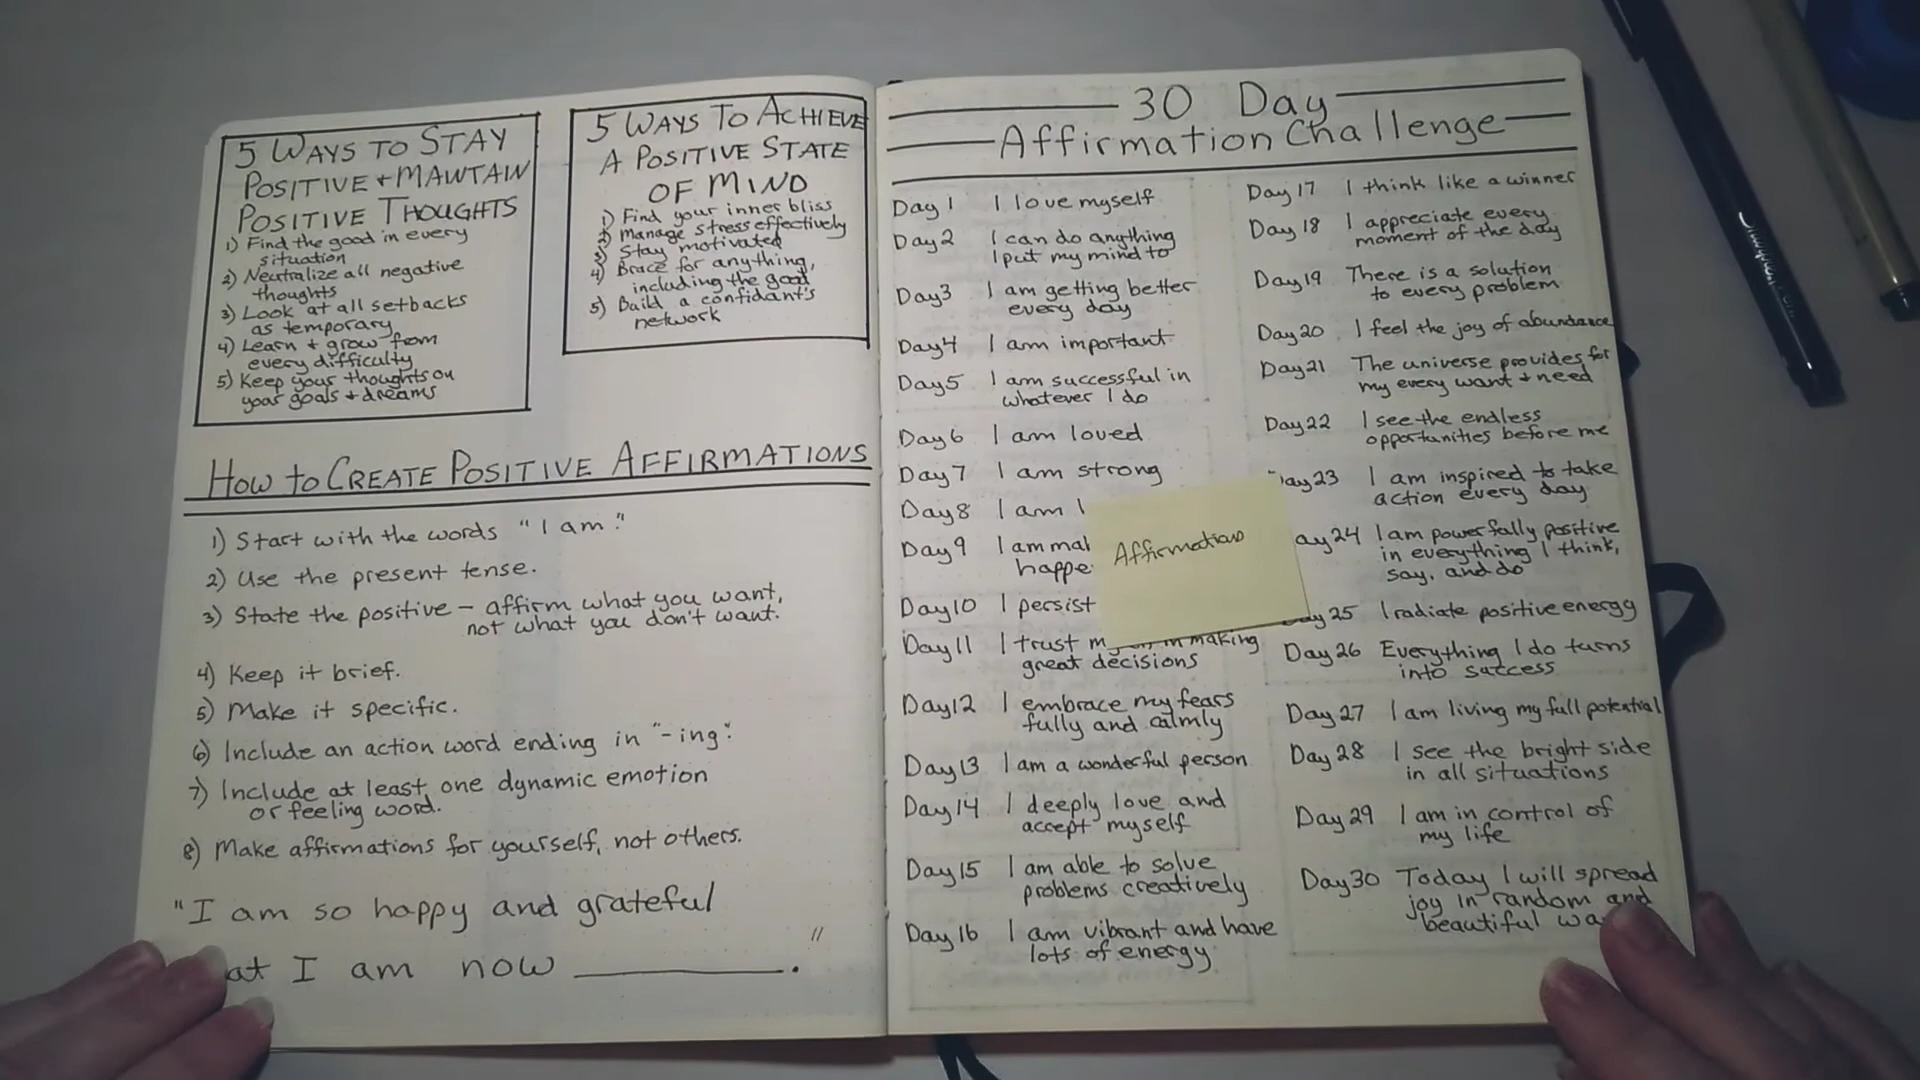 5 WAYS TO STAY
POSITIVE + MAINTAIN
POSITIVE THOUGHTS
1) Find the good in every
situation
2) Neutralize all negative
thoughts
3) Look at all setbacks
as temporary
4) Learn + grow from
every difficulty
5) Keep your thoughts on
your goals + dreams
5 WAYS TO ACHIEVE
A POSITIVE STATE
OF MIND
1) Find your inner bliss
2) Manage stress effectively
3) Stay motivated
4) Brace for anything,
including the good
5) Build a confidant's
network
HOW TO CREATE POSITIVE AFFIRMATIONS
1) Start with the words "I am."
2) Use the present tense.
3) State the positive - affirm what you want,
not what you don't want.
4) Keep it brief.
5) Make it specific.
6) Include an action word ending in "-ing".
7) Include at least one dynamic emotion
or feeling word.
8) Make affirmations for yourself, not others.
"I am so happy and grateful
at I am now ________."
30 Day
Affirmation Challenge
Day 1 I love myself
Day 2 I can do anything
I put my mind to
Day 3 I am getting better
every day
Day 4 I am important
Day 5 I am successful in
whatever I do
Day 6 I am loved
Day 7 I am strong
Day 8 I am
Day 9 I am
Day 10 I persist
Day 11 I trust in making
great decisions
Day 12 I embrace my fears
fully and calmly
Day 13 I am a wonderful person
Day 14 I deeply love and
accept myself
Day 15 I am able to solve
problems creatively
Day 16 I am vibrant and have
lots of energy
Affirmations
Day 17 I think like a winner
Day 18 I appreciate every
moment of the day
Day 19 There is a solution
to every problem
Day 20 I feel the joy of abundance
Day 21 The universe provides for
my every want + need
Day 22 I see the endless
opportunities before me
ay 23 I am inspired to take
action every day
ay 24 I am powerfully positive
in everything I think,
say, and do
ay 25 I radiate positive energy
Day 26 Everything I do turns
into success
Day 27 I am living my full potential
Day 28 I see the bright side
in all situations
Day 29 I am in control of
my life
Day 30 Today I will spread
joy in random and
beautiful